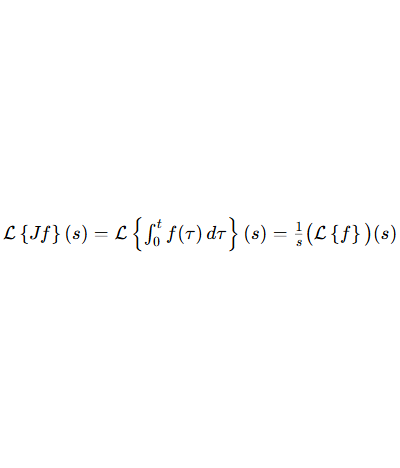 ℒ {Jf} (s) = ℒ {∫₀ᵗ f(τ) dτ} (s) = 1/s (ℒ {f} )(s)